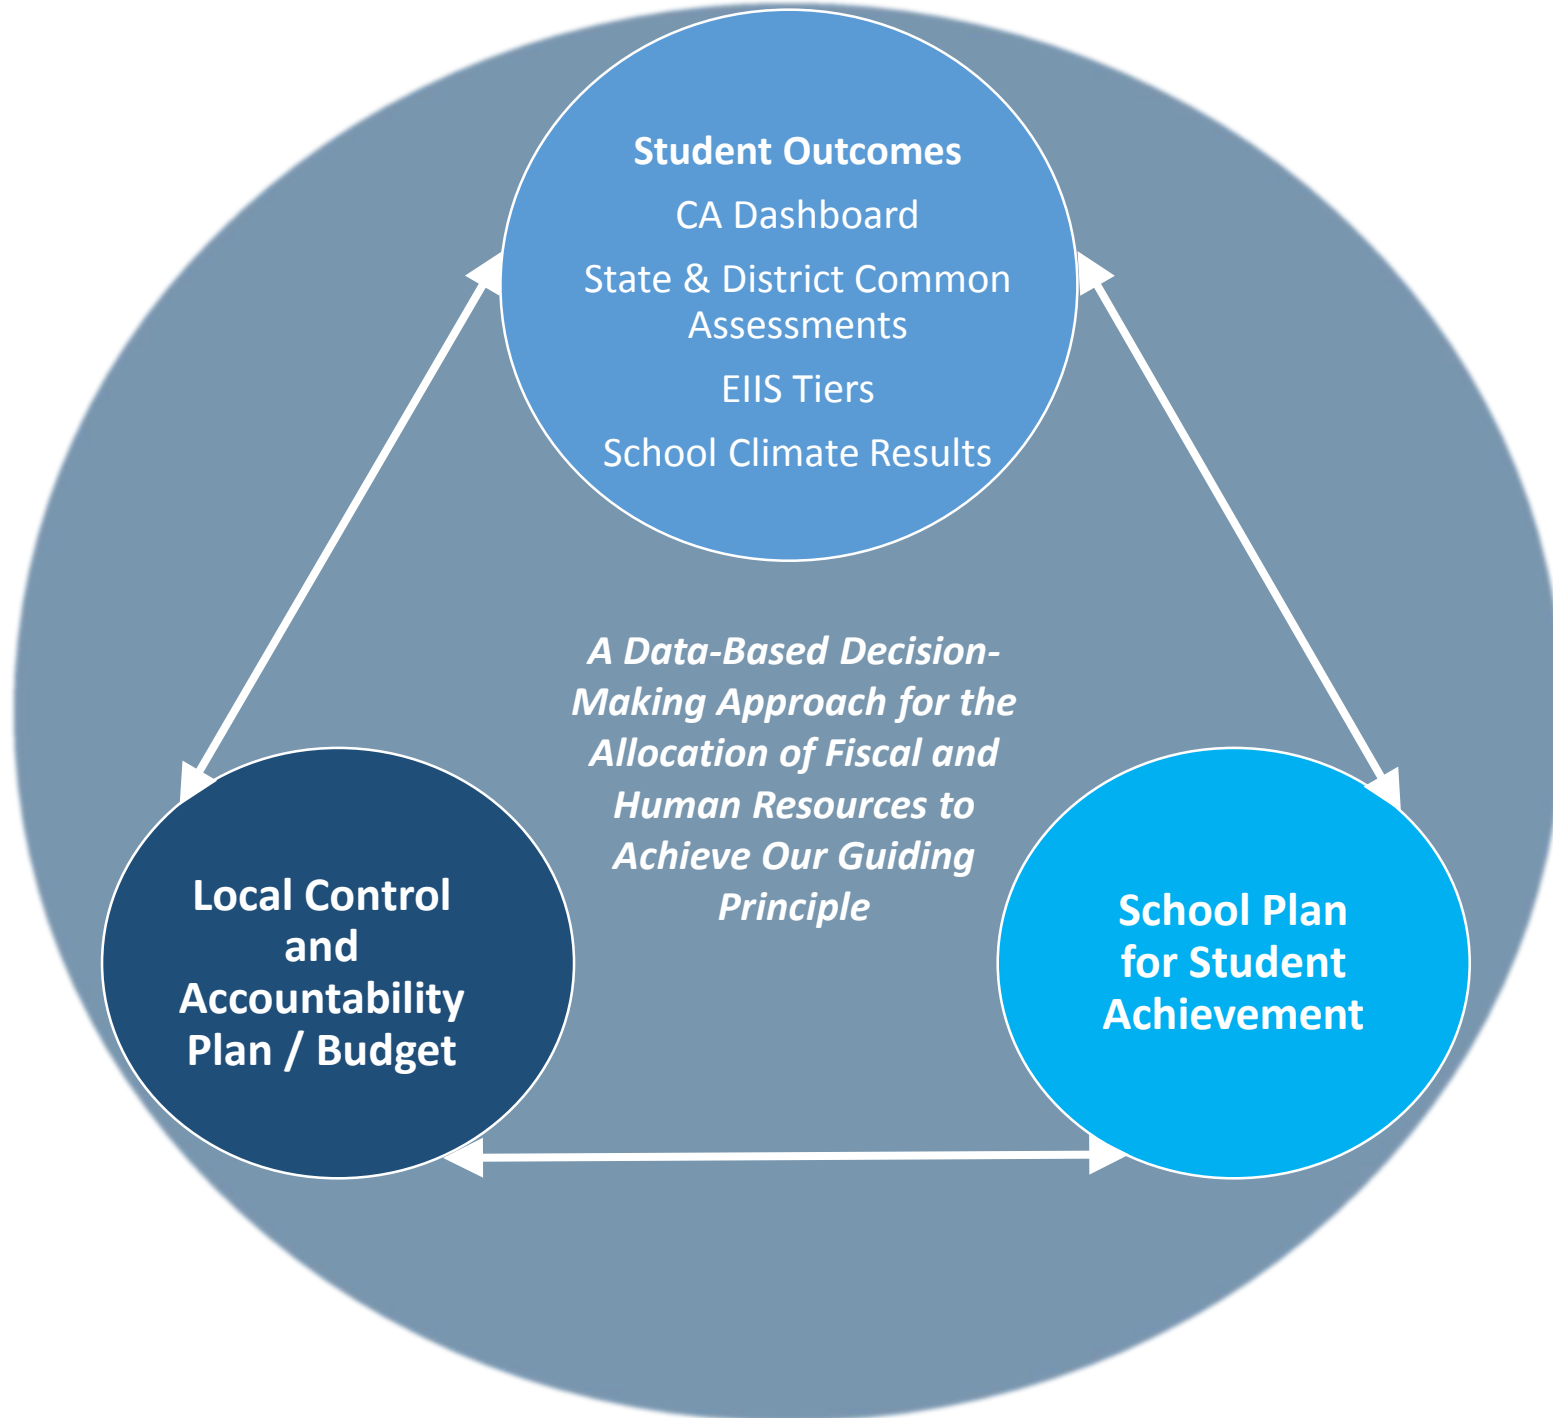 Student Outcomes
CA Dashboard
State & District Common
Assessments
EIIS Tiers
School Climate Results
A Data-Based Decision-
Making Approach for the
Allocation of Fiscal and
Human Resources to
Achieve Our Guiding
Principle
Local Control
and
Accountability
Plan / Budget
School Plan
for Student
Achievement